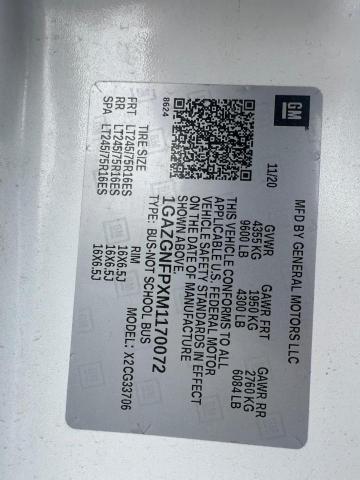 GM
MFD BY GENERAL MOTORS LLC
11/20 GVWR GAWR FRT GAWR RR
4355 KG 1950 KG 2760 KG
9600 LB 4300 LB 6084 LB
THIS VEHICLE CONFORMS TO ALL
APPLICABLE U.S. FEDERAL MOTOR
VEHICLE SAFETY STANDARDS IN EFFECT
ON THE DATE OF MANUFACTURE
SHOWN ABOVE.
1GAZGNFPXM1170072
TYPE: BUS-NOT SCHOOL BUS
8624 MODEL: X2CG33706
TIRE SIZE RIM
FRT LT245/75R16ES 16X6.5J
RR LT245/75R16ES 16X6.5J
SPA LT245/75R16ES 16X6.5J